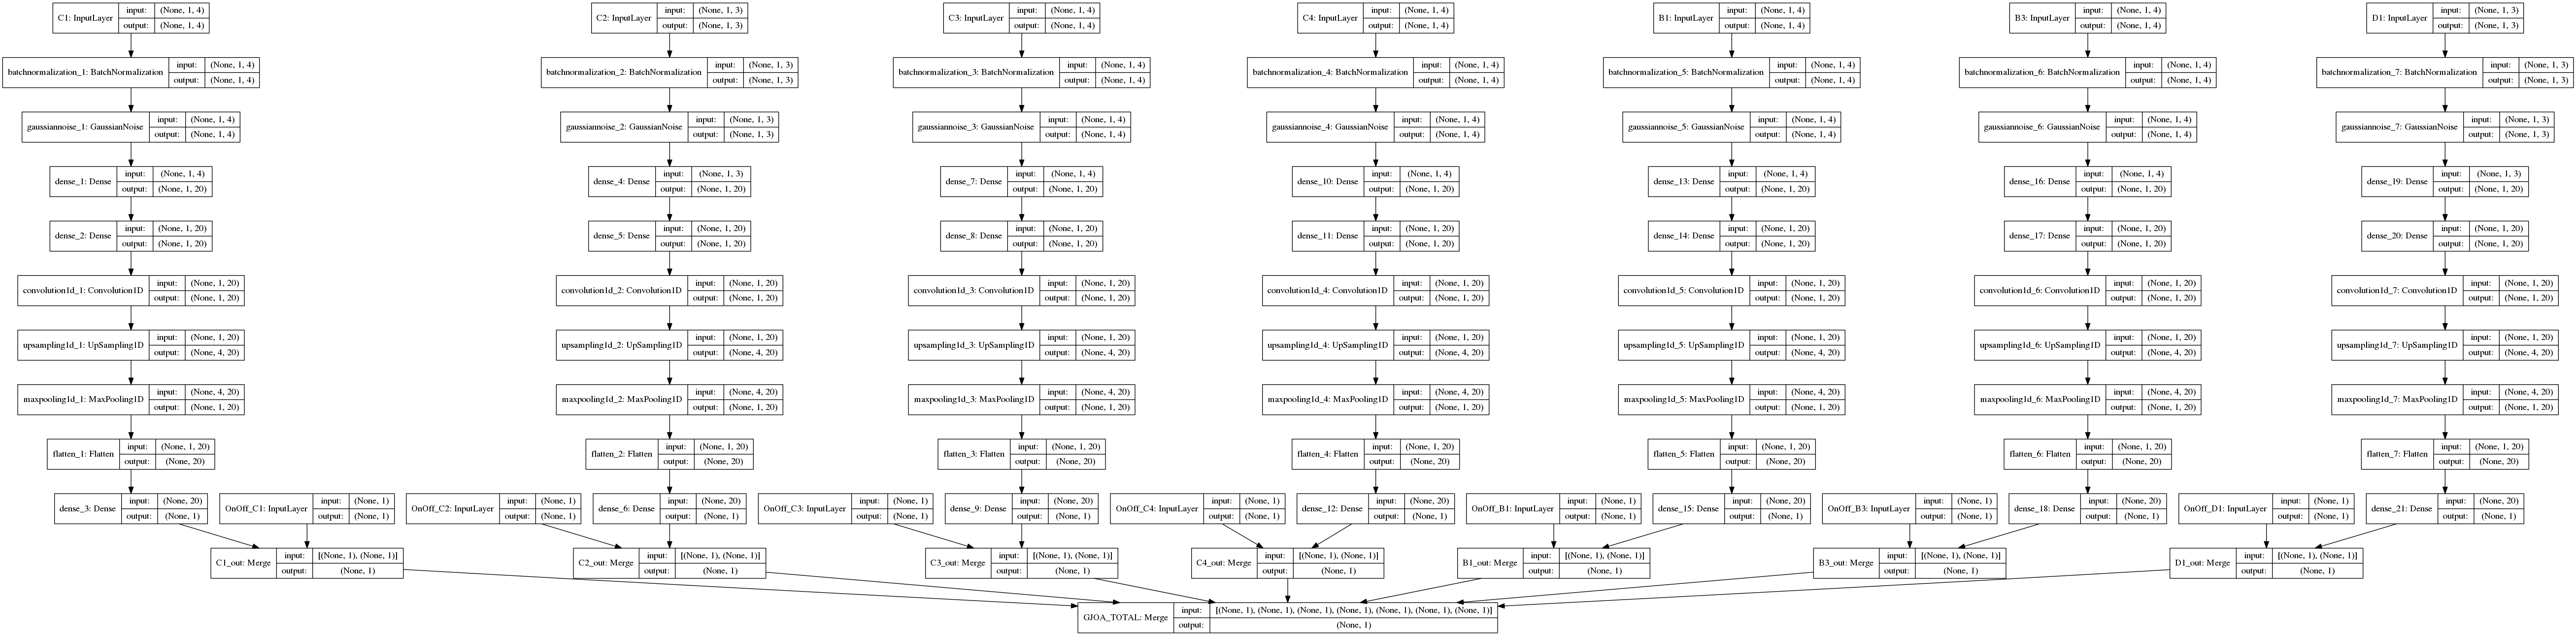 C1: InputLayer input: (None, 1, 4) output: (None, 1, 4)
C2: InputLayer input: (None, 1, 3) output: (None, 1, 3)
C3: InputLayer input: (None, 1, 4) output: (None, 1, 4)
C4: InputLayer input: (None, 1, 4) output: (None, 1, 4)
B1: InputLayer input: (None, 1, 4) output: (None, 1, 4)
B3: InputLayer input: (None, 1, 4) output: (None, 1, 4)
D1: InputLayer input: (None, 1, 3) output: (None, 1, 3)
batchnormalization_1: BatchNormalization input: (None, 1, 4) output: (None, 1, 4)
batchnormalization_2: BatchNormalization input: (None, 1, 3) output: (None, 1, 3)
batchnormalization_3: BatchNormalization input: (None, 1, 4) output: (None, 1, 4)
batchnormalization_4: BatchNormalization input: (None, 1, 4) output: (None, 1, 4)
batchnormalization_5: BatchNormalization input: (None, 1, 4) output: (None, 1, 4)
batchnormalization_6: BatchNormalization input: (None, 1, 4) output: (None, 1, 4)
batchnormalization_7: BatchNormalization input: (None, 1, 3) output: (None, 1, 3)
gaussiannoise_1: GaussianNoise input: (None, 1, 4) output: (None, 1, 4)
gaussiannoise_2: GaussianNoise input: (None, 1, 3) output: (None, 1, 3)
gaussiannoise_3: GaussianNoise input: (None, 1, 4) output: (None, 1, 4)
gaussiannoise_4: GaussianNoise input: (None, 1, 4) output: (None, 1, 4)
gaussiannoise_5: GaussianNoise input: (None, 1, 4) output: (None, 1, 4)
gaussiannoise_6: GaussianNoise input: (None, 1, 4) output: (None, 1, 4)
gaussiannoise_7: GaussianNoise input: (None, 1, 3) output: (None, 1, 3)
dense_1: Dense input: (None, 1, 4) output: (None, 1, 20)
dense_4: Dense input: (None, 1, 3) output: (None, 1, 20)
dense_7: Dense input: (None, 1, 4) output: (None, 1, 20)
dense_10: Dense input: (None, 1, 4) output: (None, 1, 20)
dense_13: Dense input: (None, 1, 4) output: (None, 1, 20)
dense_16: Dense input: (None, 1, 4) output: (None, 1, 20)
dense_19: Dense input: (None, 1, 3) output: (None, 1, 20)
dense_2: Dense input: (None, 1, 20) output: (None, 1, 20)
dense_5: Dense input: (None, 1, 20) output: (None, 1, 20)
dense_8: Dense input: (None, 1, 20) output: (None, 1, 20)
dense_11: Dense input: (None, 1, 20) output: (None, 1, 20)
dense_14: Dense input: (None, 1, 20) output: (None, 1, 20)
dense_17: Dense input: (None, 1, 20) output: (None, 1, 20)
dense_20: Dense input: (None, 1, 20) output: (None, 1, 20)
convolution1d_1: Convolution1D input: (None, 1, 20) output: (None, 1, 20)
convolution1d_2: Convolution1D input: (None, 1, 20) output: (None, 1, 20)
convolution1d_3: Convolution1D input: (None, 1, 20) output: (None, 1, 20)
convolution1d_4: Convolution1D input: (None, 1, 20) output: (None, 1, 20)
convolution1d_5: Convolution1D input: (None, 1, 20) output: (None, 1, 20)
convolution1d_6: Convolution1D input: (None, 1, 20) output: (None, 1, 20)
convolution1d_7: Convolution1D input: (None, 1, 20) output: (None, 1, 20)
upsampling1d_1: UpSampling1D input: (None, 1, 20) output: (None, 4, 20)
upsampling1d_2: UpSampling1D input: (None, 1, 20) output: (None, 4, 20)
upsampling1d_3: UpSampling1D input: (None, 1, 20) output: (None, 4, 20)
upsampling1d_4: UpSampling1D input: (None, 1, 20) output: (None, 4, 20)
upsampling1d_5: UpSampling1D input: (None, 1, 20) output: (None, 4, 20)
upsampling1d_6: UpSampling1D input: (None, 1, 20) output: (None, 4, 20)
upsampling1d_7: UpSampling1D input: (None, 1, 20) output: (None, 4, 20)
maxpooling1d_1: MaxPooling1D input: (None, 4, 20) output: (None, 1, 20)
maxpooling1d_2: MaxPooling1D input: (None, 4, 20) output: (None, 1, 20)
maxpooling1d_3: MaxPooling1D input: (None, 4, 20) output: (None, 1, 20)
maxpooling1d_4: MaxPooling1D input: (None, 4, 20) output: (None, 1, 20)
maxpooling1d_5: MaxPooling1D input: (None, 4, 20) output: (None, 1, 20)
maxpooling1d_6: MaxPooling1D input: (None, 4, 20) output: (None, 1, 20)
maxpooling1d_7: MaxPooling1D input: (None, 4, 20) output: (None, 1, 20)
flatten_1: Flatten input: (None, 1, 20) output: (None, 20)
flatten_2: Flatten input: (None, 1, 20) output: (None, 20)
flatten_3: Flatten input: (None, 1, 20) output: (None, 20)
flatten_4: Flatten input: (None, 1, 20) output: (None, 20)
flatten_5: Flatten input: (None, 1, 20) output: (None, 20)
flatten_6: Flatten input: (None, 1, 20) output: (None, 20)
flatten_7: Flatten input: (None, 1, 20) output: (None, 20)
dense_3: Dense input: (None, 20) output: (None, 1)
OnOff_C1: InputLayer input: (None, 1) output: (None, 1)
OnOff_C2: InputLayer input: (None, 1) output: (None, 1)
dense_6: Dense input: (None, 20) output: (None, 1)
OnOff_C3: InputLayer input: (None, 1) output: (None, 1)
dense_9: Dense input: (None, 20) output: (None, 1)
OnOff_C4: InputLayer input: (None, 1) output: (None, 1)
dense_12: Dense input: (None, 20) output: (None, 1)
OnOff_B1: InputLayer input: (None, 1) output: (None, 1)
dense_15: Dense input: (None, 20) output: (None, 1)
OnOff_B3: InputLayer input: (None, 1) output: (None, 1)
dense_18: Dense input: (None, 20) output: (None, 1)
OnOff_D1: InputLayer input: (None, 1) output: (None, 1)
dense_21: Dense input: (None, 20) output: (None, 1)
C1_out: Merge input: [(None, 1), (None, 1)] output: (None, 1)
C2_out: Merge input: [(None, 1), (None, 1)] output: (None, 1)
C3_out: Merge input: [(None, 1), (None, 1)] output: (None, 1)
C4_out: Merge input: [(None, 1), (None, 1)] output: (None, 1)
B1_out: Merge input: [(None, 1), (None, 1)] output: (None, 1)
B3_out: Merge input: [(None, 1), (None, 1)] output: (None, 1)
D1_out: Merge input: [(None, 1), (None, 1)] output: (None, 1)
GJOA_TOTAL: Merge input: [(None, 1), (None, 1), (None, 1), (None, 1), (None, 1), (None, 1), (None, 1)] output: (None, 1)